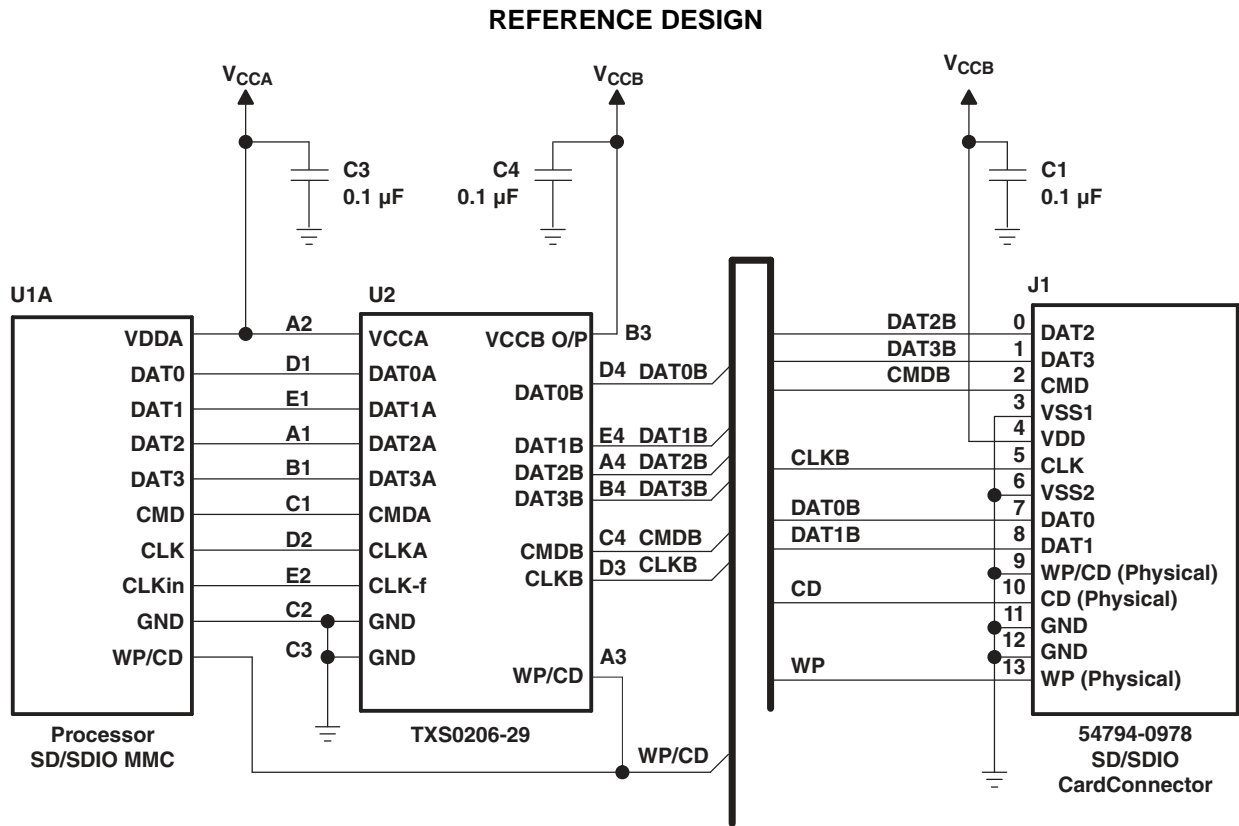 REFERENCE DESIGN
VCCA
VCCB
VCCB
C3
0.1 µF
C4
0.1 µF
C1
0.1 µF
U1A
VDDA
DAT0
DAT1
DAT2
DAT3
CMD
CLK
CLKin
GND
WP/CD
Processor
SD/SDIO MMC
A2
D1
E1
A1
B1
C1
D2
E2
C2
C3
U2
VCCA
DAT0A
DAT1A
DAT2A
DAT3A
CMDA
CLKA
CLK-f
GND
GND
VCCB O/P
DAT0B
DAT1B
DAT2B
DAT3B
CMDB
CLKB
WP/CD
TXS0206-29
B3
D4 DAT0B
E4 DAT1B
A4 DAT2B
B4 DAT3B
C4 CMDB
D3 CLKB
A3
WP/CD
DAT2B
DAT3B
CMDB
CLKB
DAT0B
DAT1B
CD
WP
J1
0 DAT2
1 DAT3
2 CMD
3 VSS1
4 VDD
5 CLK
6 VSS2
7 DAT0
8 DAT1
9 WP/CD (Physical)
10 CD (Physical)
11 GND
12 GND
13 WP (Physical)
54794-0978
SD/SDIO
CardConnector